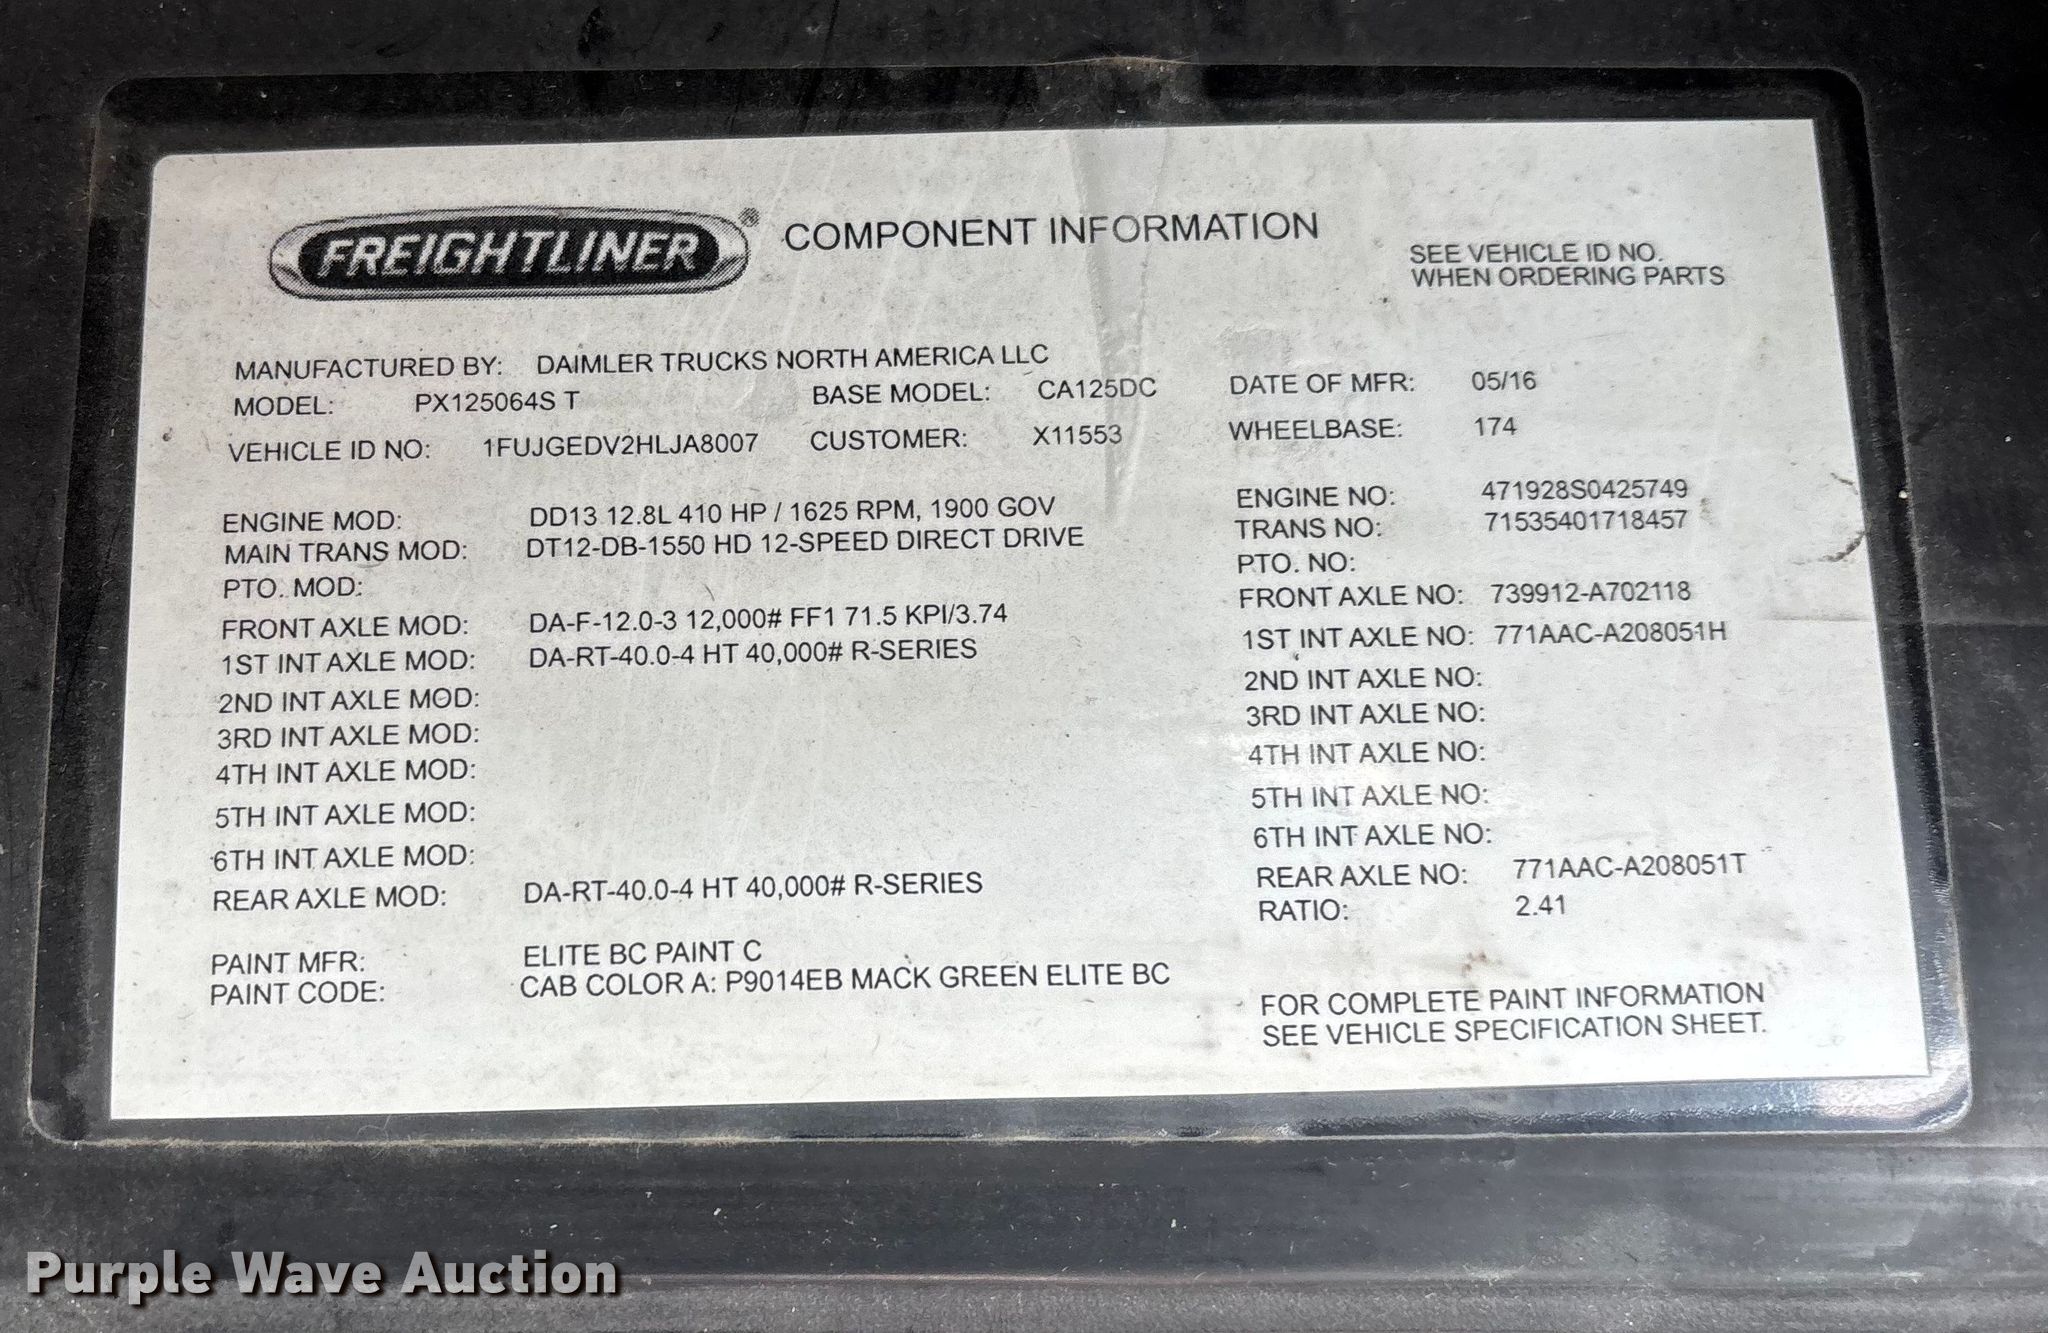 FREIGHTLINER® COMPONENT INFORMATION
SEE VEHICLE ID NO.
WHEN ORDERING PARTS
MANUFACTURED BY: DAIMLER TRUCKS NORTH AMERICA LLC
MODEL: PX125064S T BASE MODEL: CA125DC DATE OF MFR: 05/16
VEHICLE ID NO: 1FUJGEDV2HLJA8007 CUSTOMER: X11553 WHEELBASE: 174
ENGINE MOD: DD13 12.8L 410 HP / 1625 RPM, 1900 GOV ENGINE NO: 471928S0425749
MAIN TRANS MOD: DT12-DB-1550 HD 12-SPEED DIRECT DRIVE TRANS NO: 71535401718457
PTO. MOD: PTO. NO:
FRONT AXLE MOD: DA-F-12.0-3 12,000# FF1 71.5 KPI/3.74 FRONT AXLE NO: 739912-A702118
1ST INT AXLE MOD: DA-RT-40.0-4 HT 40,000# R-SERIES 1ST INT AXLE NO: 771AAC-A208051H
2ND INT AXLE MOD: 2ND INT AXLE NO:
3RD INT AXLE MOD: 3RD INT AXLE NO:
4TH INT AXLE MOD: 4TH INT AXLE NO:
5TH INT AXLE MOD: 5TH INT AXLE NO:
6TH INT AXLE MOD: 6TH INT AXLE NO:
REAR AXLE MOD: DA-RT-40.0-4 HT 40,000# R-SERIES REAR AXLE NO: 771AAC-A208051T
RATIO: 2.41
PAINT MFR: ELITE BC PAINT C
PAINT CODE: CAB COLOR A: P9014EB MACK GREEN ELITE BC
FOR COMPLETE PAINT INFORMATION
SEE VEHICLE SPECIFICATION SHEET.
Purple Wave Auction